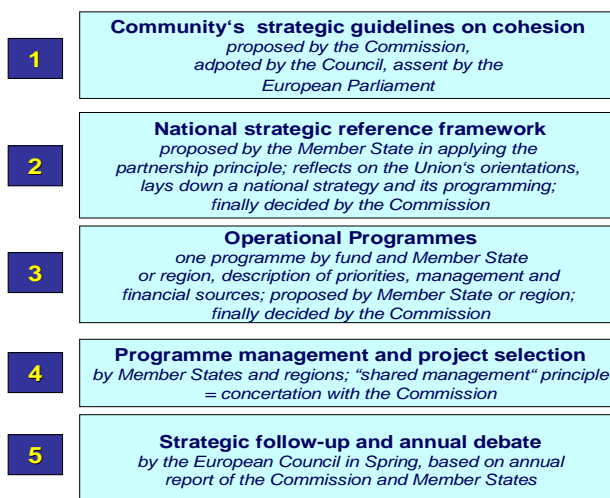 1
Community‘s strategic guidelines on cohesion
proposed by the Commission,
adpoted by the Council, assent by the
European Parliament
2
National strategic reference framework
proposed by the Member State in applying the
partnership principle; reflects on the Union‘s orientations,
lays down a national strategy and its programming;
finally decided by the Commission
3
Operational Programmes
one programme by fund and Member State
or region, description of priorities, management and
financial sources; proposed by Member State or region;
finally decided by the Commission
4
Programme management and project selection
by Member States and regions; “shared management“ principle
= concertation with the Commission
5
Strategic follow-up and annual debate
by the European Council in Spring, based on annual
report of the Commission and Member States